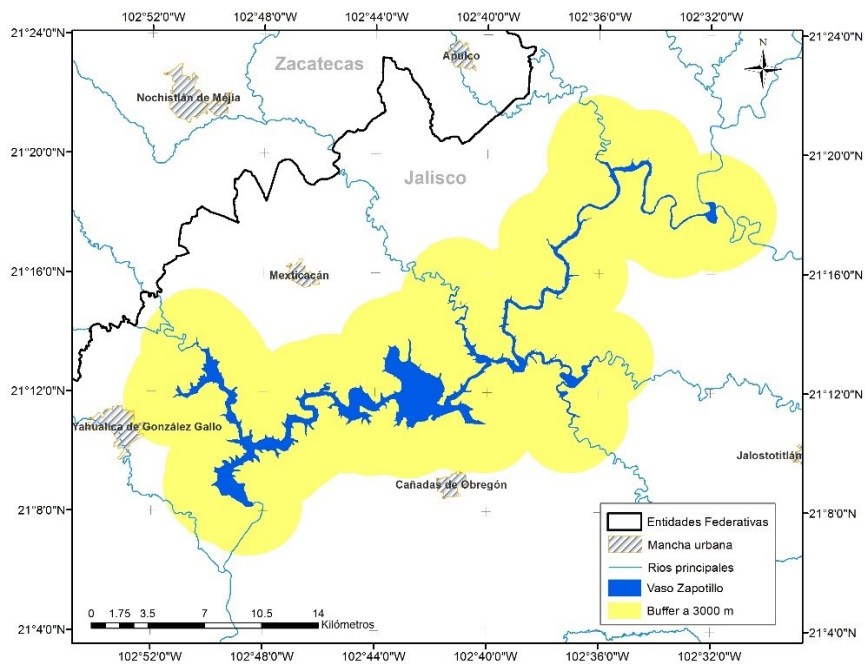 102°52'0"O 102°48'0"O 102°44'0"O 102°40'0"O 102°36'0"O 102°32'0"O
21°24'0"N 21°24'0"N
Zacatecas
Apulco
N
Nochistlán de Méjia
21°20'0"N 21°20'0"N
Jalisco
21°16'0"N 21°16'0"N
Mexticacán
21°12'0"N 21°12'0"N
Yahualica de González Gallo
Jalostotitlán
Cañadas de Obregón
21°8'0"N 21°8'0"N
Entidades Federativas
Mancha urbana
Rios principales
Vaso Zapotillo
Buffer a 3000 m
0 1.75 3.5 7 10.5 14
Kilómetros
21°4'0"N 21°4'0"N
102°52'0"O 102°48'0"O 102°44'0"O 102°40'0"O 102°36'0"O 102°32'0"O